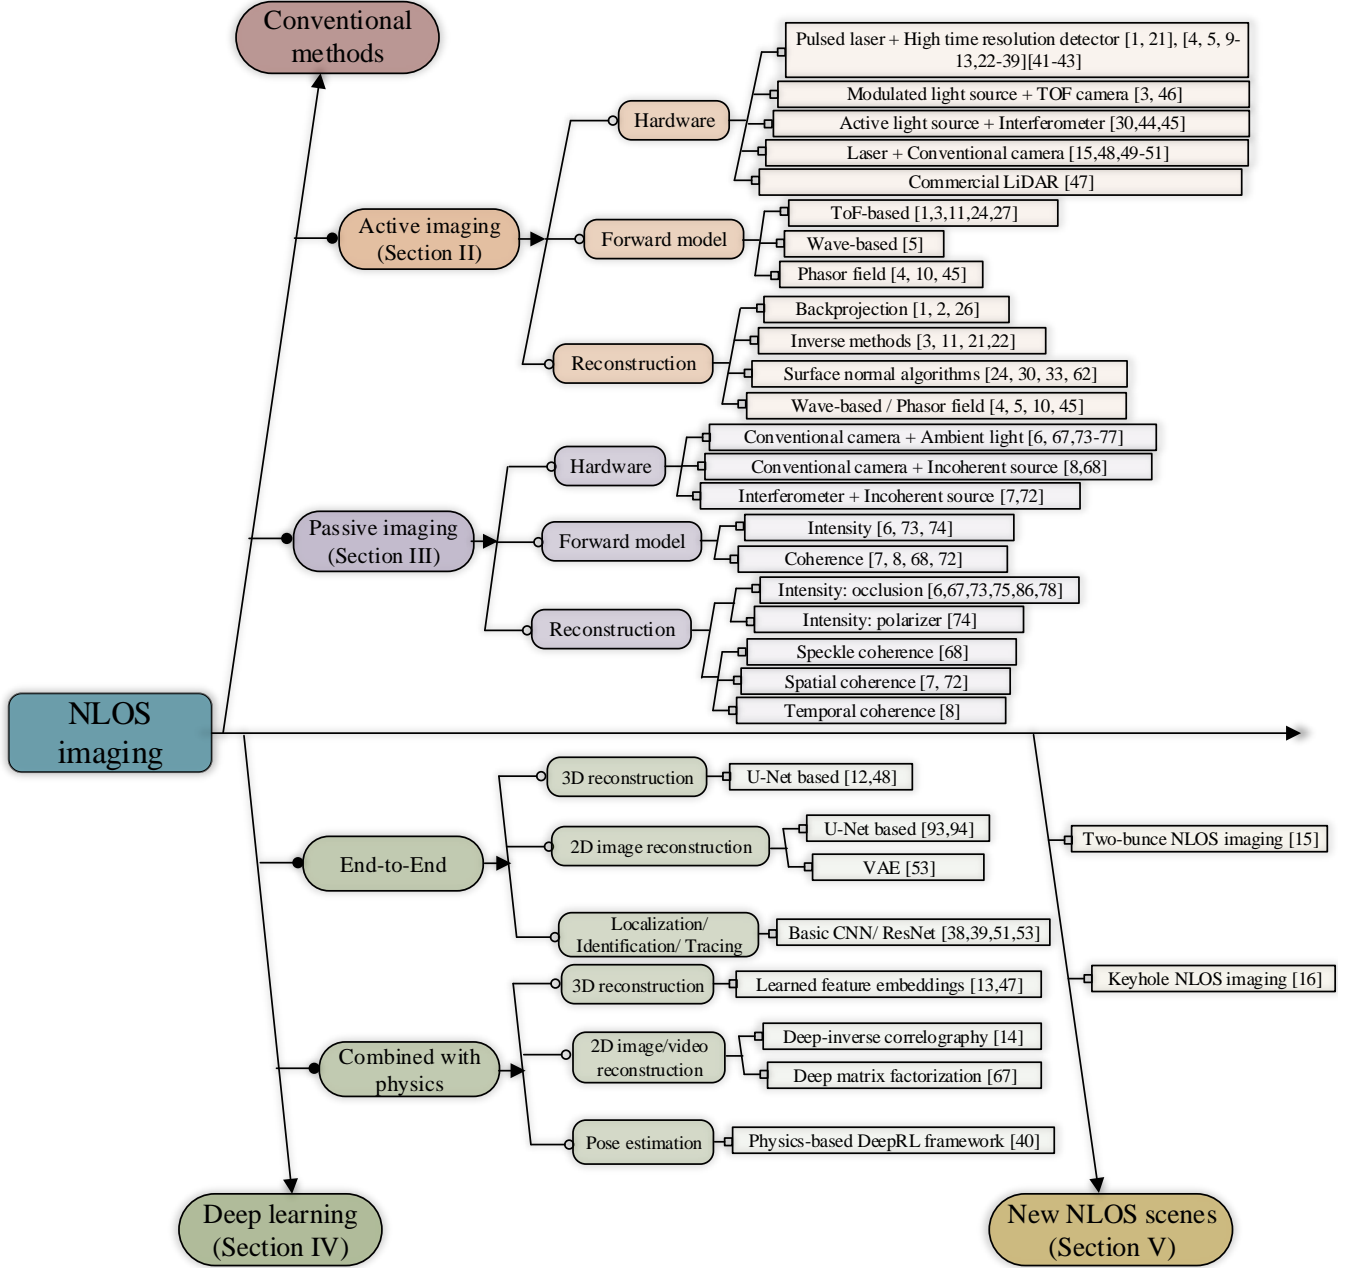 Conventional
methods
Pulsed laser + High time resolution detector [1, 21], [4, 5, 9-
13,22-39][41-43]
Modulated light source + TOF camera [3, 46]
Hardware
Active light source + Interferometer [30,44,45]
Laser + Conventional camera [15,48,49-51]
Commercial LiDAR [47]
Active imaging
(Section II)
Forward model
ToF-based [1,3,11,24,27]
Wave-based [5]
Phasor field [4, 10, 45]
Reconstruction
Backprojection [1, 2, 26]
Inverse methods [3, 11, 21,22]
Surface normal algorithms [24, 30, 33, 62]
Wave-based / Phasor field [4, 5, 10, 45]
Passive imaging
(Section III)
Hardware
Conventional camera + Ambient light [6, 67,73-77]
Conventional camera + Incoherent source [8,68]
Interferometer + Incoherent source [7,72]
Forward model
Intensity [6, 73, 74]
Coherence [7, 8, 68, 72]
Reconstruction
Intensity: occlusion [6,67,73,75,86,78]
Intensity: polarizer [74]
Speckle coherence [68]
Spatial coherence [7, 72]
Temporal coherence [8]
NLOS
imaging
End-to-End
3D reconstruction
U-Net based [12,48]
2D image reconstruction
U-Net based [93,94]
VAE [53]
Localization/
Identification/ Tracing
Basic CNN/ ResNet [38,39,51,53]
Combined with
physics
3D reconstruction
Learned feature embeddings [13,47]
2D image/video
reconstruction
Deep-inverse correlography [14]
Deep matrix factorization [67]
Pose estimation
Physics-based DeepRL framework [40]
Two-bunce NLOS imaging [15]
Keyhole NLOS imaging [16]
Deep learning
(Section IV)
New NLOS scenes
(Section V)